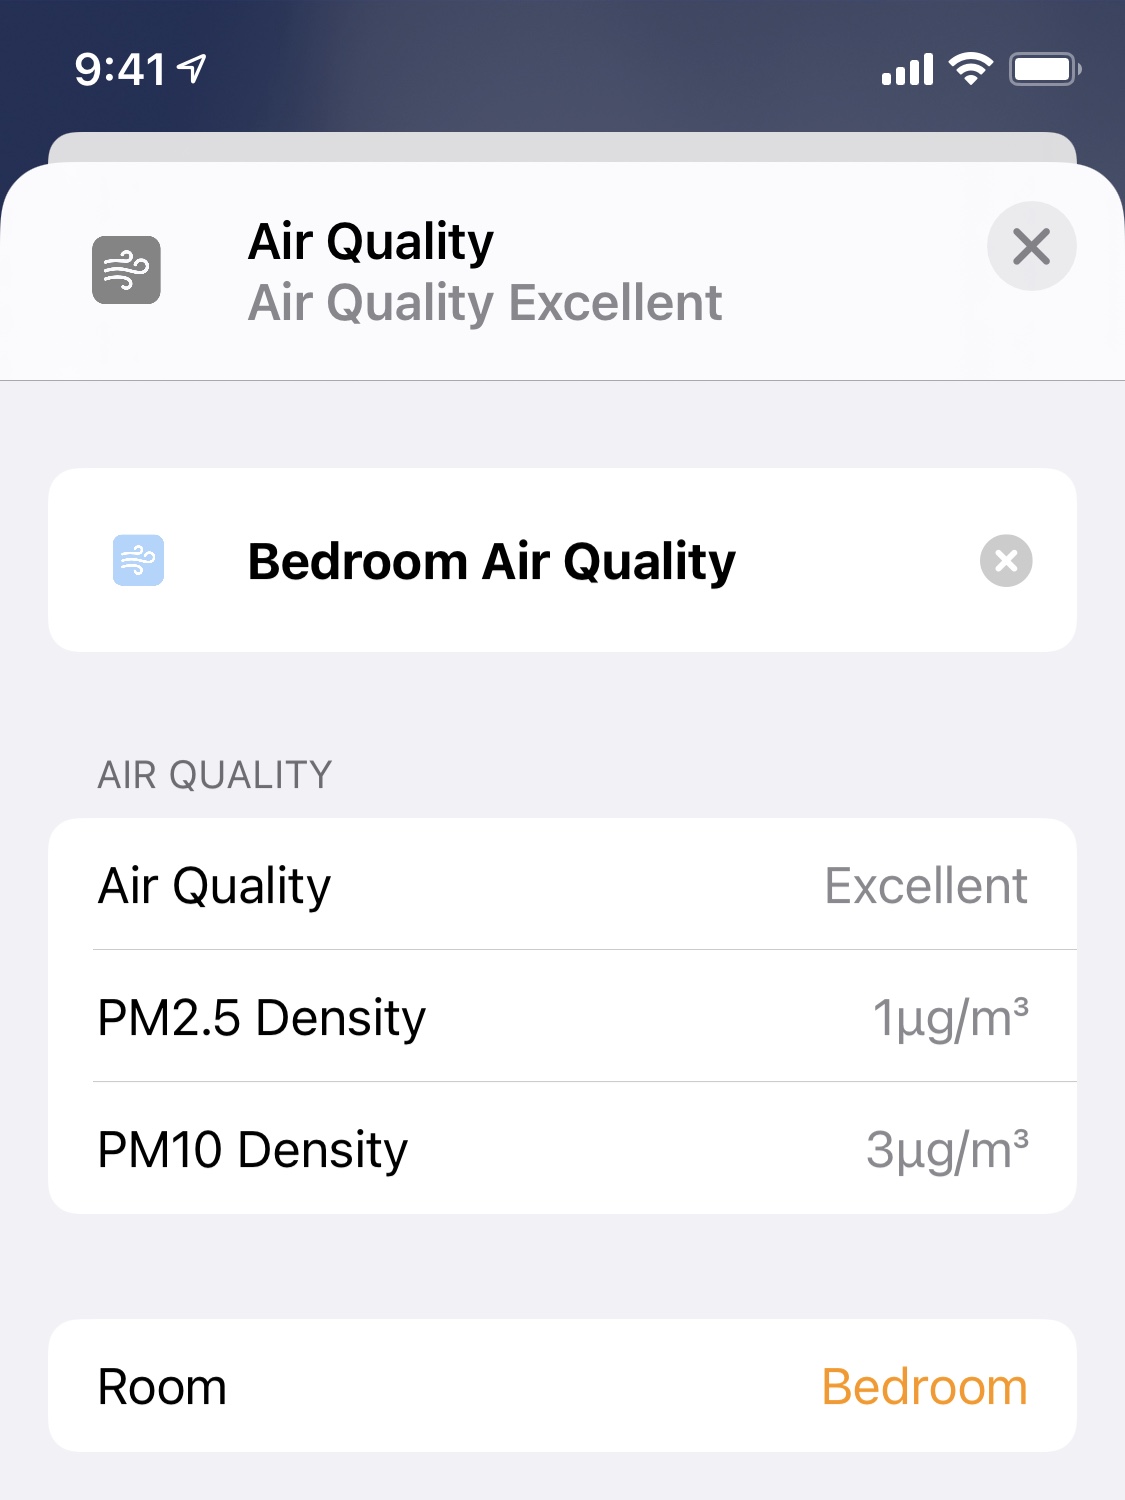 9:41
Air Quality
Air Quality Excellent
Bedroom Air Quality
AIR QUALITY
Air Quality Excellent
PM2.5 Density 1µg/m³
PM10 Density 3µg/m³
Room Bedroom